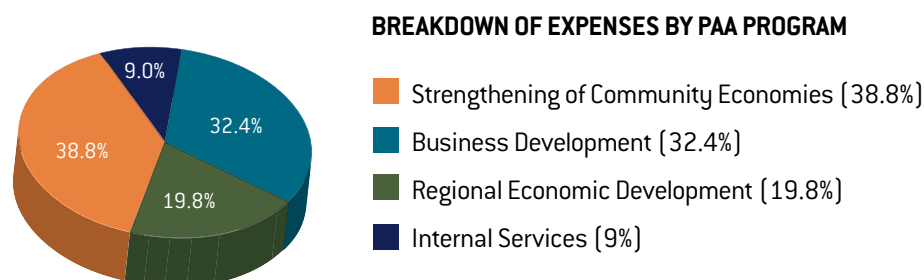 BREAKDOWN OF EXPENSES BY PAA PROGRAM
9.0%
32.4%
38.8%
19.8%
Strengthening of Community Economies (38.8%)
Business Development (32.4%)
Regional Economic Development (19.8%)
Internal Services (9%)